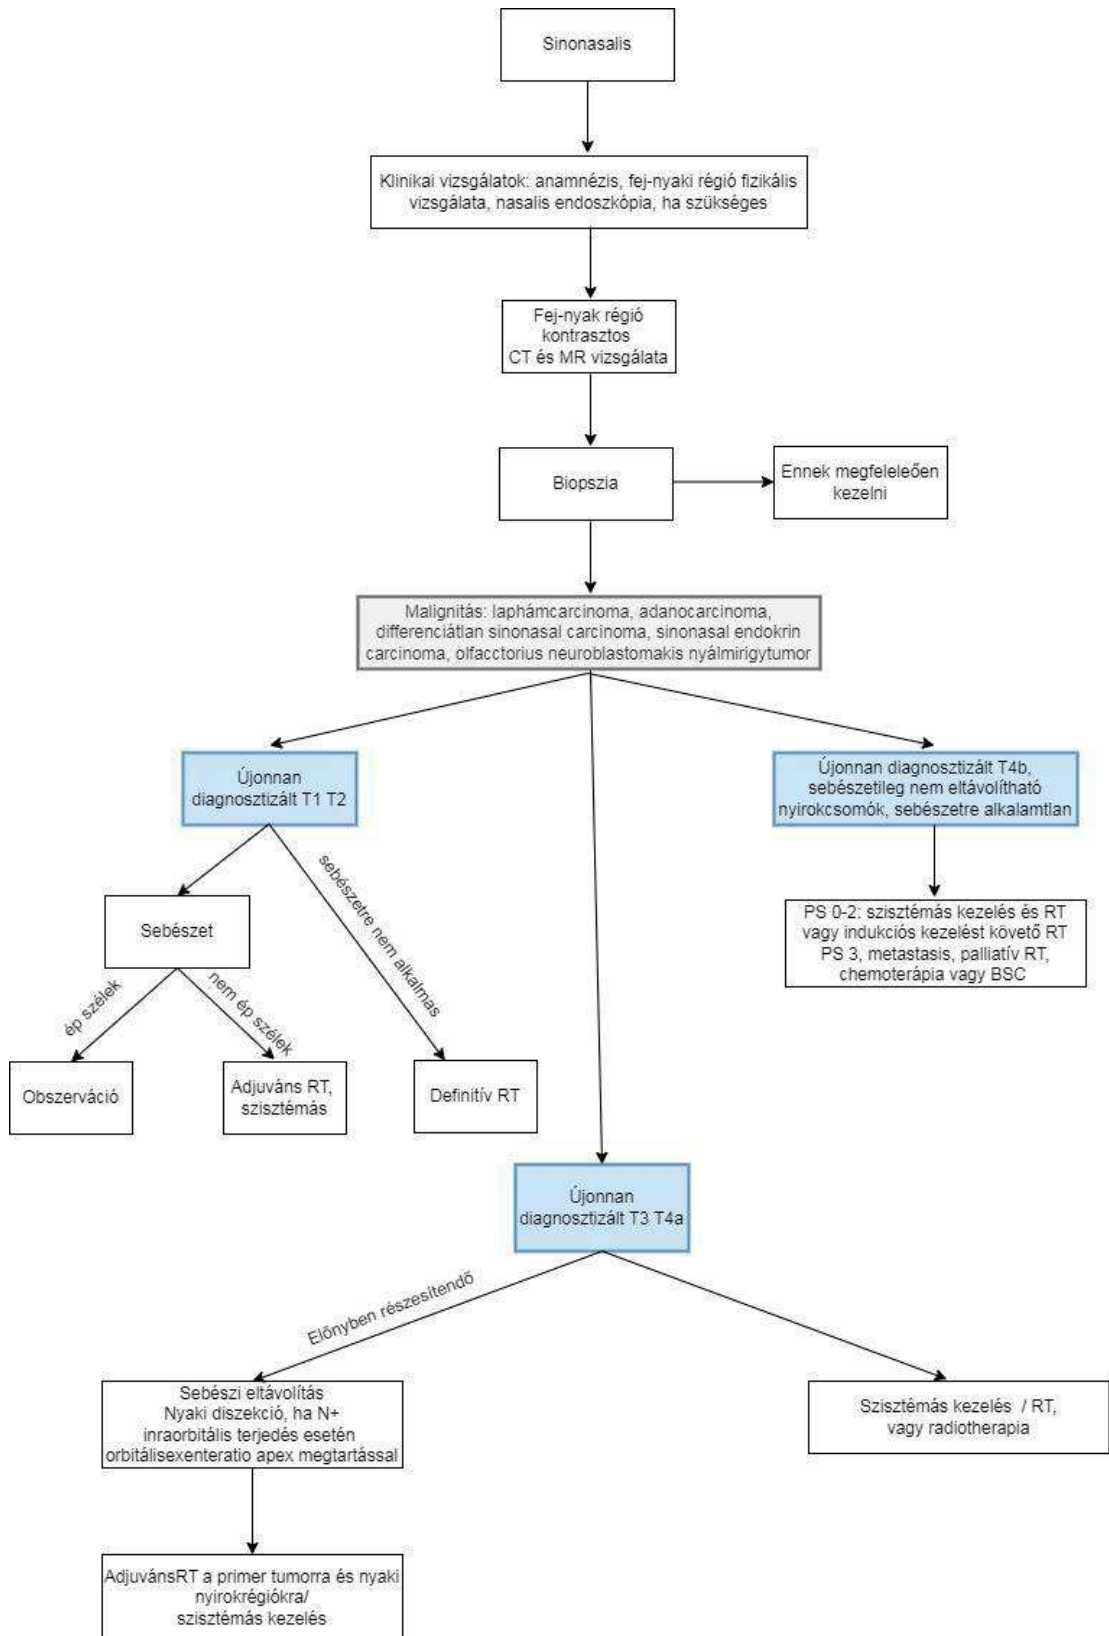 Sinonasalis
Klinikai vizsgálatok: anamnézis, fej-nyaki régió fizikális
vizsgálata, nasalis endoszkópia, ha szükséges
Fej-nyak régió
kontrasztos
CT és MR vizsgálata
Biopszia
Ennek megfeleleően
kezelni
Malignitás: laphámcarcinoma, adanocarcinoma,
differenciátlan sinonasal carcinoma, sinonasal endokrin
carcinoma, olfacctorius neuroblastomakis nyálmirigytumor
Újonnan
diagnosztizált T1 T2
Újonnan diagnosztizált T4b,
sebészetileg nem eltávolítható
nyirokcsomók, sebészetre alkalamtlan
sebészetre nem alkalmas
Sebészet
PS 0-2: szisztémás kezelés és RT
vagy indukciós kezelést követő RT
PS 3, metastasis, palliatív RT,
chemoterápia vagy BSC
ép szélek
nem ép szélek
Obszerváció
Adjuváns RT,
szisztémás
Definitív RT
Újonnan
diagnosztizált T3 T4a
Előnyben részesítendő
Sebészi eltávolítás
Nyaki diszekció, ha N+
inraorbitális terjedés esetén
orbitálisexenteratio apex megtartással
Szisztémás kezelés / RT,
vagy radiotherapia
AdjuvánsRT a primer tumorra és nyaki
nyirokrégiókra/
szisztémás kezelés